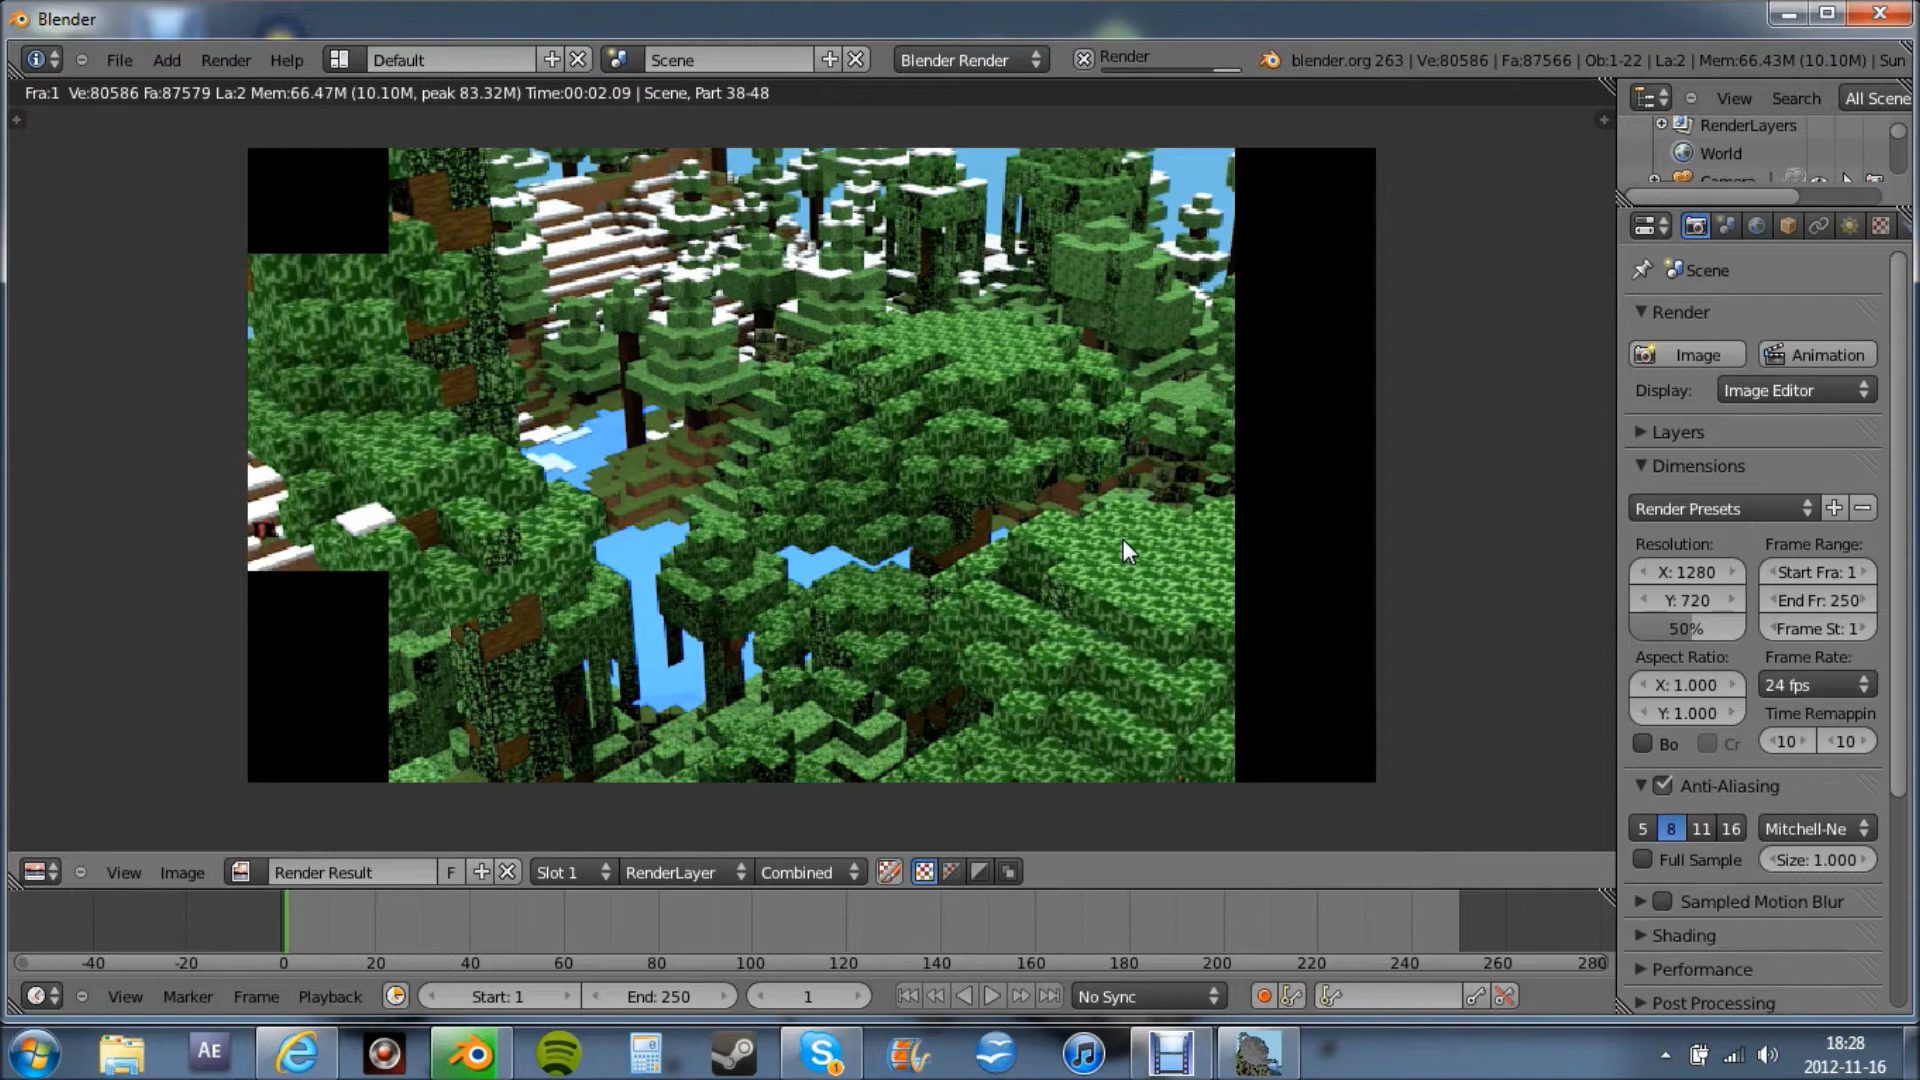 Blender
File Add Render Help Default Scene Blender Render Render blender.org 263 | Ve:80586 | Fa:87566 | Ob:1-22 | La:2 | Mem:66.43M (10.10M) | Sun
Fra:1 Ve:80586 Fa:87579 La:2 Mem:66.47M (10.10M, peak 83.32M) Time:00:02.09 | Scene, Part 38-48
View Search All Scene
RenderLayers
World
Camera
Scene
Render
Image Animation
Display: Image Editor
Layers
Dimensions
Render Presets
Resolution: Frame Range:
X: 1280 Start Fra: 1
Y: 720 End Fr: 250
50% Frame St: 1
Aspect Ratio: Frame Rate:
X: 1.000 24 fps
Y: 1.000 Time Remappin
Bo Cr 10 10
Anti-Aliasing
5 8 11 16 Mitchell-Ne
Full Sample Size: 1.000
Sampled Motion Blur
Shading
Performance
Post Processing
View Image Render Result F Slot 1 RenderLayer Combined
-40 -20 0 20 40 60 80 100 120 140 160 180 200 220 240 260 280
View Marker Frame Playback Start: 1 End: 250 1 No Sync
AE
S
1
18:28
2012-11-16